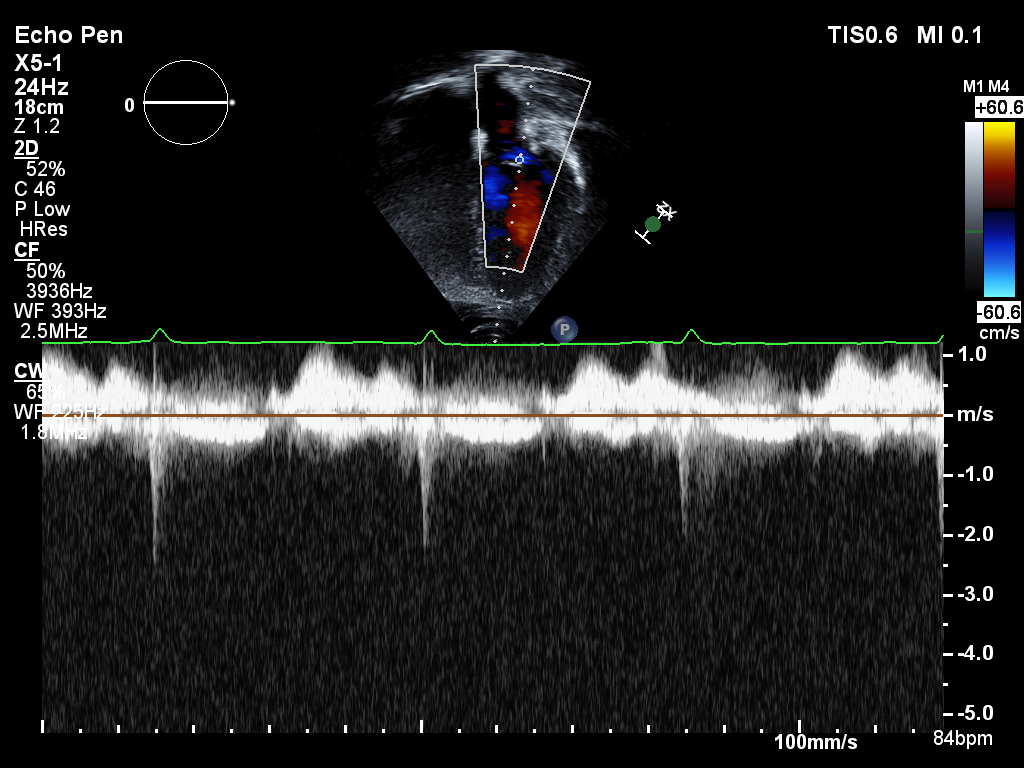 Echo Pen
TIS0.6 MI 0.1
X5-1
24Hz
18cm
Z 1.2
2D
52%
C 46
P Low
HRes
CF
50%
3936Hz
WF 393Hz
2.5MHz
CW
65%
WF 225Hz
1.8MHz
0
M1 M4
+60.6
-60.6
cm/s
P
1.0
m/s
-1.0
-2.0
-3.0
-4.0
-5.0
100mm/s
84bpm